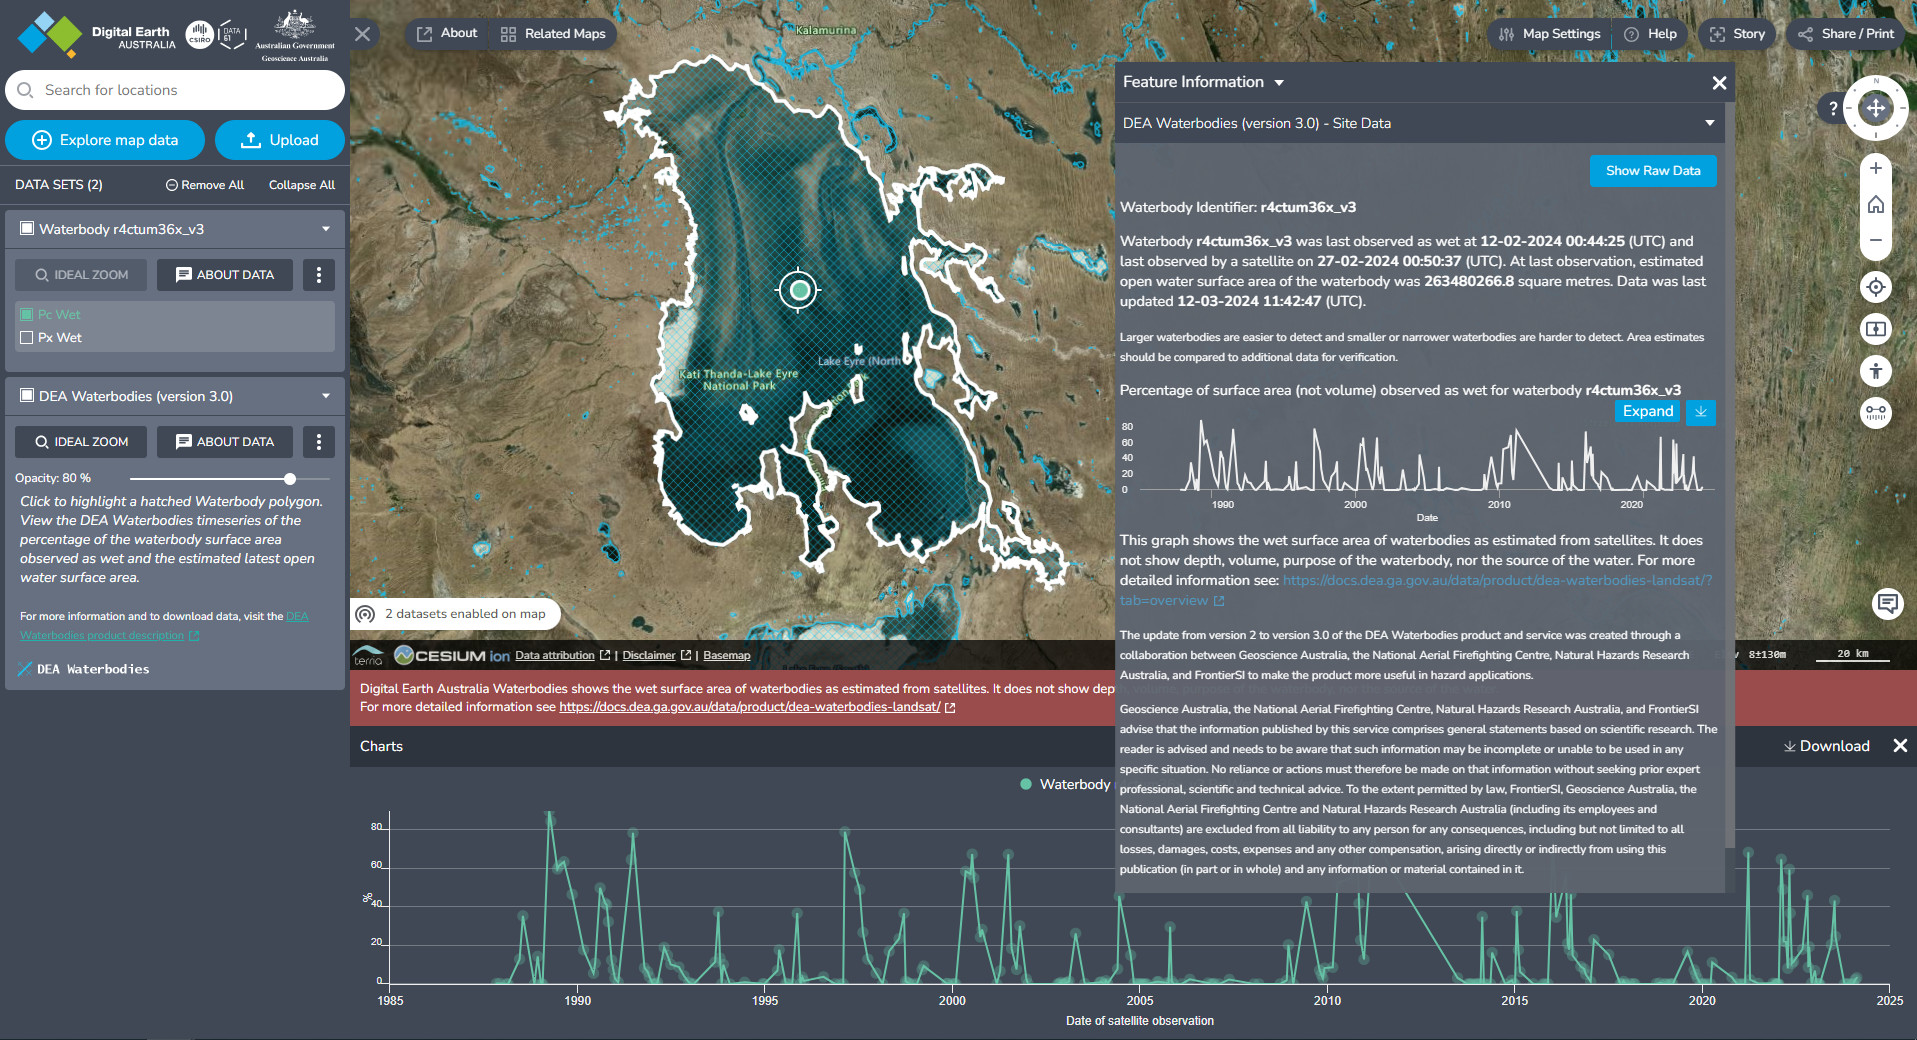 Digital Earth
AUSTRALIA
CSIRO
DATA
61
Australian Government
Geoscience Australia
Search for locations
Explore map data
Upload
DATA SETS (2)
Remove All
Collapse All
Waterbody r4ctum36x_v3
IDEAL ZOOM
ABOUT DATA
Pc Wet
Px Wet
DEA Waterbodies (version 3.0)
IDEAL ZOOM
ABOUT DATA
Opacity: 80 %
Click to highlight a hatched Waterbody polygon.
View the DEA Waterbodies timeseries of the
percentage of the waterbody surface area
observed as wet and the estimated latest open
water surface area.
For more information and to download data, visit the DEA
Waterbodies product description
DEA Waterbodies
About
Related Maps
Map Settings
Help
Story
Share / Print
Kalamurina
Lake Eyre (North
Kati Thanda-Lake Eyre
National Park
N
?
2 datasets enabled on map
terria
CESIUM ion Data attribution | Disclaimer | Basemap
8±130m
20 km
Feature Information
DEA Waterbodies (version 3.0) - Site Data
Show Raw Data
Waterbody Identifier: r4ctum36x_v3
Waterbody r4ctum36x_v3 was last observed as wet at 12-02-2024 00:44:25 (UTC) and
last observed by a satellite on 27-02-2024 00:50:37 (UTC). At last observation, estimated
open water surface area of the waterbody was 263480266.8 square metres. Data was last
updated 12-03-2024 11:42:47 (UTC).
Larger waterbodies are easier to detect and smaller or narrower waterbodies are harder to detect. Area estimates
should be compared to additional data for verification.
Percentage of surface area (not volume) observed as wet for waterbody r4ctum36x_v3
Expand
80
60
40
20
0
1990 2000 2010 2020
Date
This graph shows the wet surface area of waterbodies as estimated from satellites. It does
not show depth, volume, purpose of the waterbody, nor the source of the water. For more
detailed information see: https://docs.dea.ga.gov.au/data/product/dea-waterbodies-landsat/?
tab=overview
The update from version 2 to version 3.0 of the DEA Waterbodies product and service was created through a
collaboration between Geoscience Australia, the National Aerial Firefighting Centre, Natural Hazards Research
Australia, and FrontierSI to make the product more useful in hazard applications.
Geoscience Australia, the National Aerial Firefighting Centre, Natural Hazards Research Australia, and FrontierSI
advise that the information published by this service comprises general statements based on scientific research. The
reader is advised and needs to be aware that such information may be incomplete or unable to be used in any
specific situation. No reliance or actions must therefore be made on that information without seeking prior expert
professional, scientific and technical advice. To the extent permitted by law, FrontierSI, Geoscience Australia, the
National Aerial Firefighting Centre and Natural Hazards Research Australia (including its employees and
consultants) are excluded from all liability to any person for any consequences, including but not limited to all
losses, damages, costs, expenses and any other compensation, arising directly or indirectly from using this
publication (in part or in whole) and any information or material contained in it.
Digital Earth Australia Waterbodies shows the wet surface area of waterbodies as estimated from satellites. It does not show dep
For more detailed information see https://docs.dea.ga.gov.au/data/product/dea-waterbodies-landsat/
Charts
Download
Waterbody
80
60
40
20
0
%
1985 1990 1995 2000 2005 2010 2015 2020 2025
Date of satellite observation